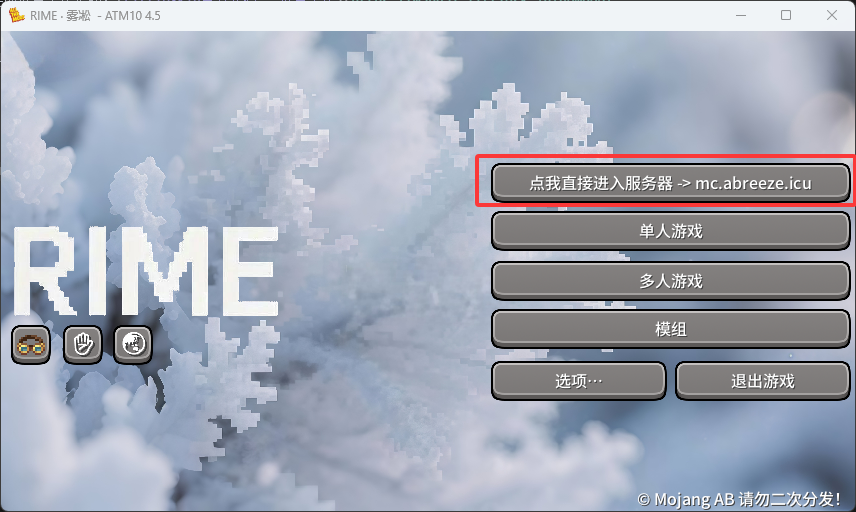 RIME · 雾凇 - ATM10 4.5
点我直接进入服务器 -> mc.abreeze.icu
单人游戏
RIME
多人游戏
模组
选项…
退出游戏
© Mojang AB 请勿二次分发!